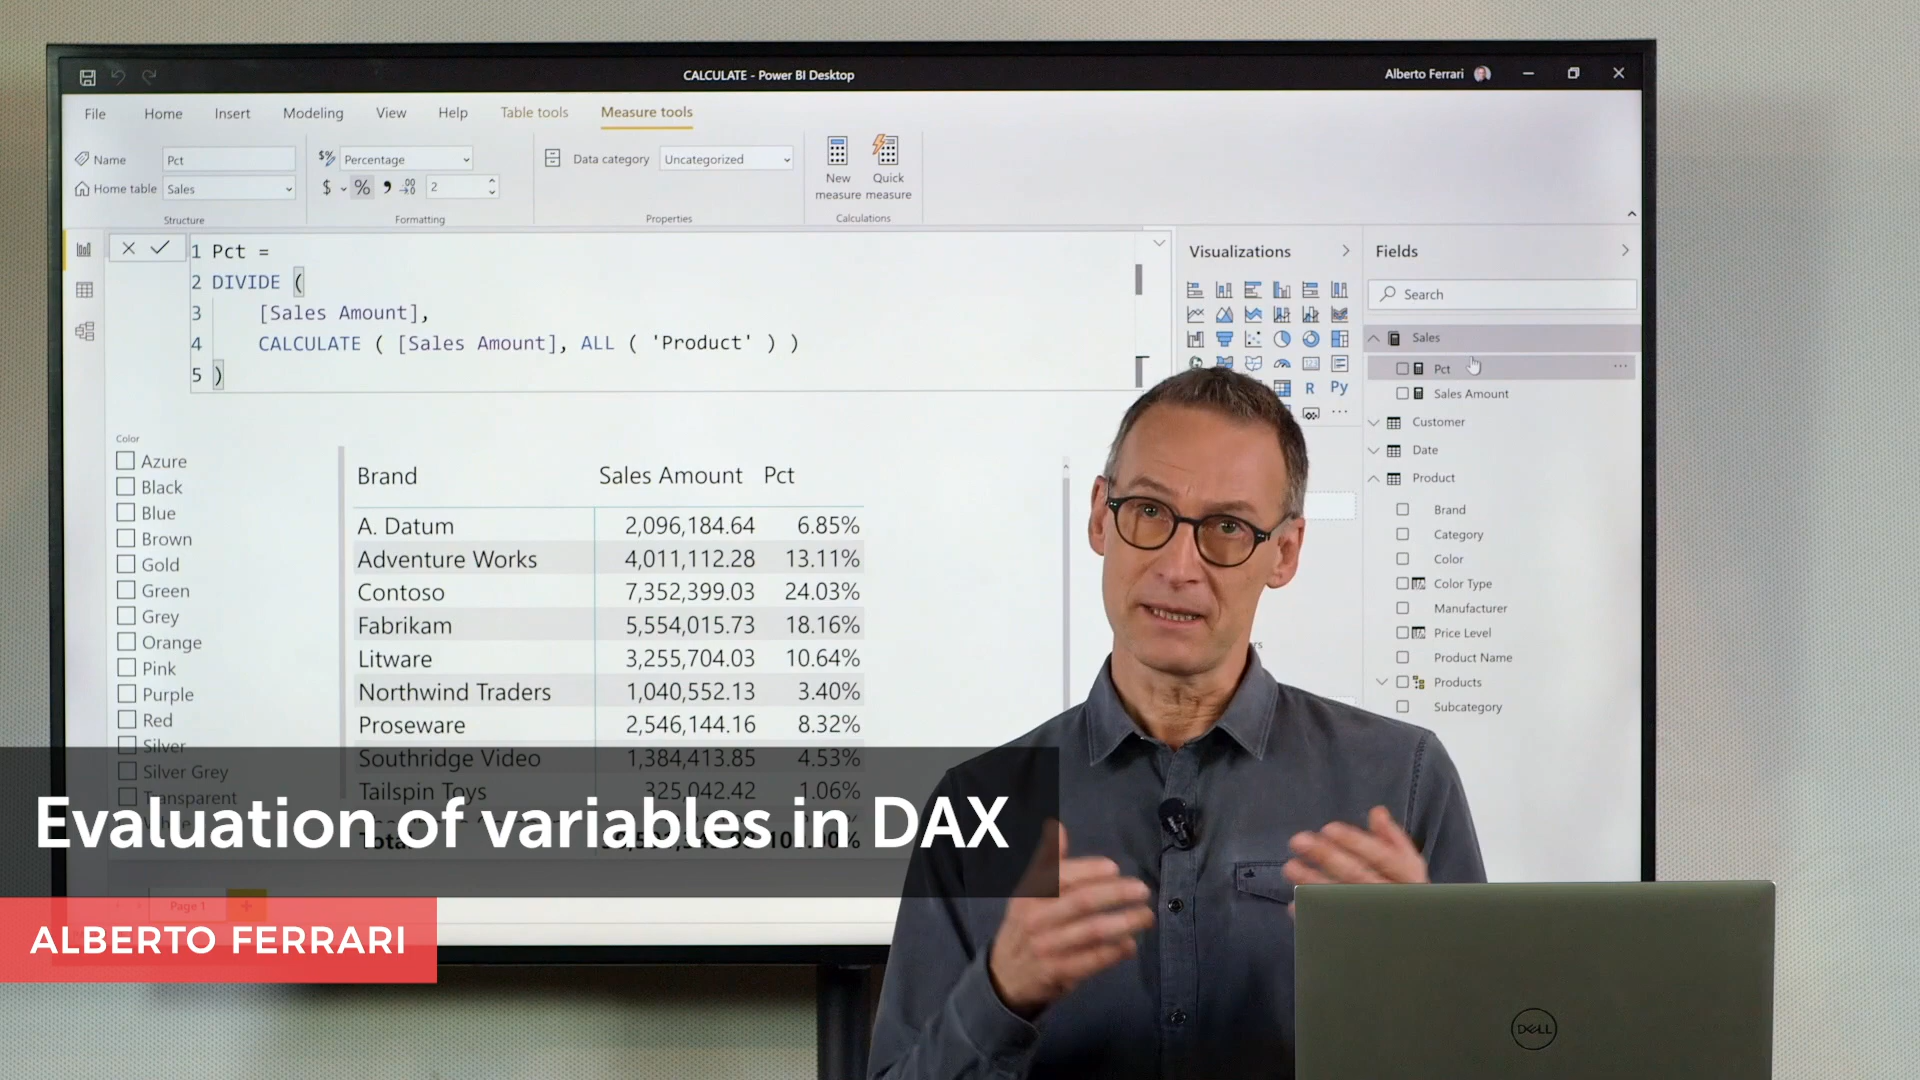 CALCULATE - Power BI Desktop
Alberto Ferrari
File Home Insert Modeling View Help Table tools Measure tools
Name Pct
Percentage
Data category Uncategorized
Home table Sales
$ % 2
New measure
Quick measure
Structure
Formatting
Properties
Calculations
1 Pct =
2 DIVIDE (
3 [Sales Amount],
4 CALCULATE ( [Sales Amount], ALL ( 'Product' ) )
5 )
Visualizations
R Py
Fields
Search
Sales
Pct
Sales Amount
Customer
Date
Product
Brand
Category
Color
Color Type
Manufacturer
Price Level
Product Name
Products
Subcategory
Color
Azure
Black
Blue
Brown
Gold
Green
Grey
Orange
Pink
Purple
Red
Silver
Silver Grey
Transparent
Brand Sales Amount Pct
A. Datum 2,096,184.64 6.85%
Adventure Works 4,011,112.28 13.11%
Contoso 7,352,399.03 24.03%
Fabrikam 5,554,015.73 18.16%
Litware 3,255,704.03 10.64%
Northwind Traders 1,040,552.13 3.40%
Proseware 2,546,144.16 8.32%
Southridge Video 1,384,413.85 4.53%
Tailspin Toys 325,042.42 1.06%
Total
Evaluation of variables in DAX
Page 1
ALBERTO FERRARI
DELL